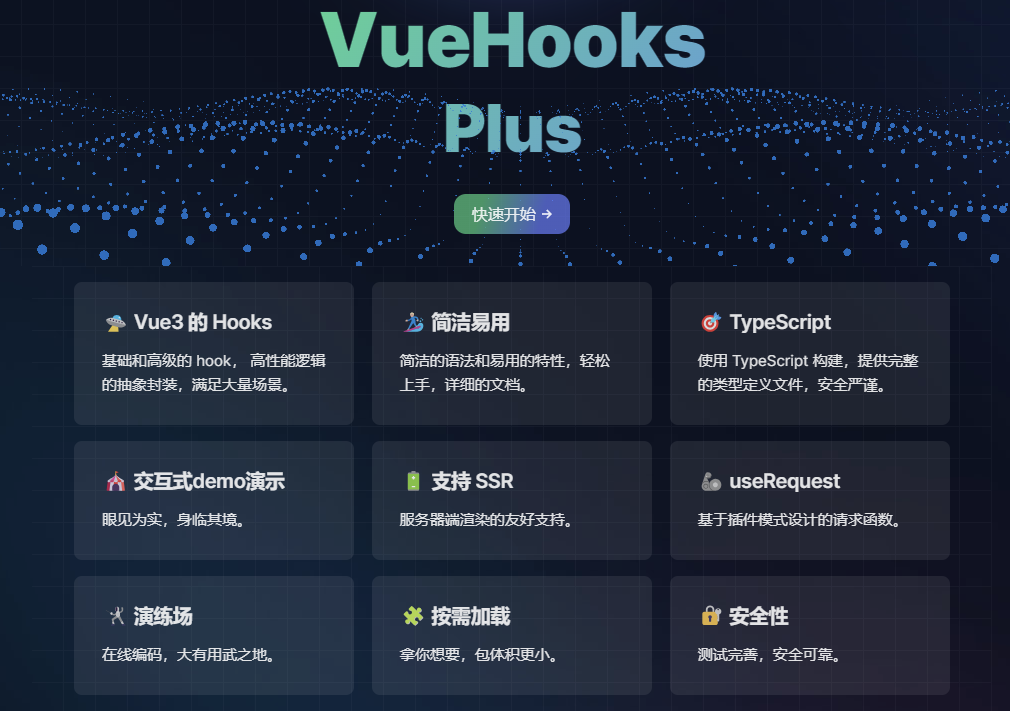 VueHooks
Plus
快速开始 →
Vue3 的 Hooks
基础和高级的 hook， 高性能逻辑
的抽象封装，满足大量场景。
简洁易用
简洁的语法和易用的特性，轻松
上手，详细的文档。
TypeScript
使用 TypeScript 构建，提供完整
的类型定义文件，安全严谨。
交互式demo演示
眼见为实，身临其境。
支持 SSR
服务器端渲染的友好支持。
useRequest
基于插件模式设计的请求函数。
演练场
在线编码，大有用武之地。
按需加载
拿你想要，包体积更小。
安全性
测试完善，安全可靠。